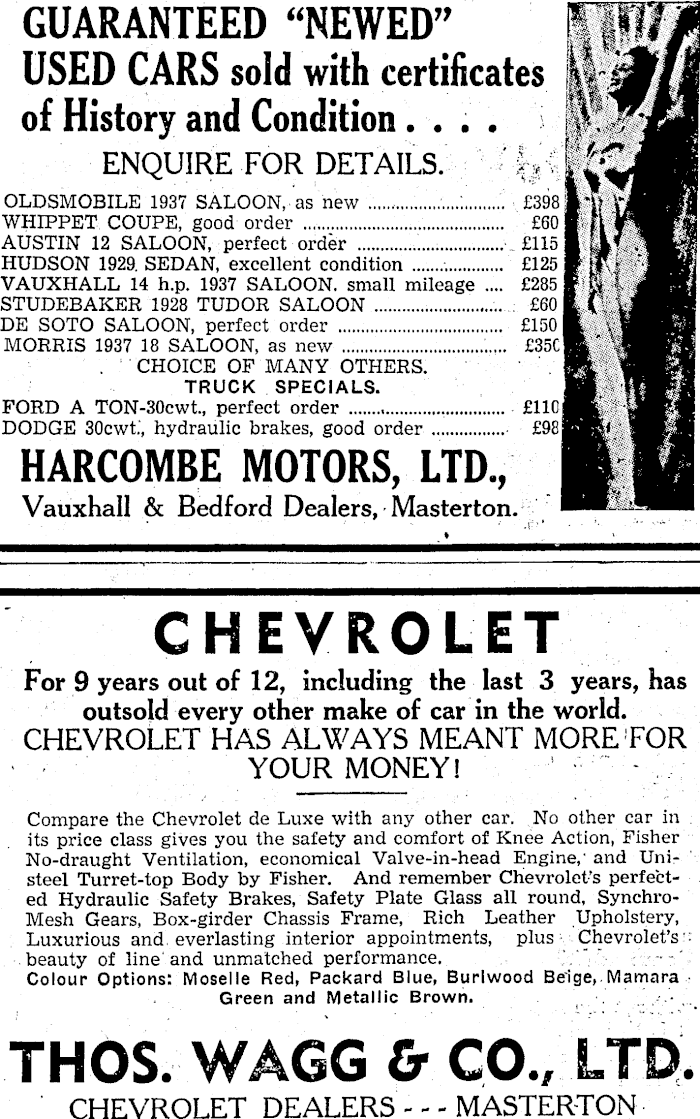 GUARANTEED “NEWED”
USED CARS sold with certificates
of History and Condition . . . .
ENQUIRE FOR DETAILS.
OLDSMOBILE 1937 SALOON, as new ........................ £398
WHIPPET COUPE, good order ........................ £60
AUSTIN 12 SALOON, perfect order ........................ £115
HUDSON 1929 SEDAN, excellent condition .................. £125
VAUXHALL 14 h.p. 1937 SALOON. small mileage .... £285
STUDEBAKER 1928 TUDOR SALOON ........................ £60
DE SOTO SALOON, perfect order ........................ £150
MORRIS 1937 18 SALOON, as new ........................ £350
CHOICE OF MANY OTHERS.
TRUCK SPECIALS.
FORD A TON-30cwt., perfect order ........................ £110
DODGE 30cwt., hydraulic brakes, good order ............... £98
HARCOMBE MOTORS, LTD.,
Vauxhall & Bedford Dealers, Masterton.
CHEVROLET
For 9 years out of 12, including the last 3 years, has
outsold every other make of car in the world.
CHEVROLET HAS ALWAYS MEANT MORE FOR
YOUR MONEY!
Compare the Chevrolet de Luxe with any other car. No other car in
its price class gives you the safety and comfort of Knee Action, Fisher
No-draught Ventilation, economical Valve-in-head Engine, and Uni-
steel Turret-top Body by Fisher. And remember Chevrolet's perfect-
ed Hydraulic Safety Brakes, Safety Plate Glass all round, Synchro-
Mesh Gears, Box-girder Chassis Frame, Rich Leather Upholstery,
Luxurious and everlasting interior appointments, plus Chevrolet's
beauty of line and unmatched performance.
Colour Options: Moselle Red, Packard Blue, Burlwood Beige, Mamara
Green and Metallic Brown.
THOS. WAGG & CO., LTD.
CHEVROLET DEALERS - - - MASTERTON